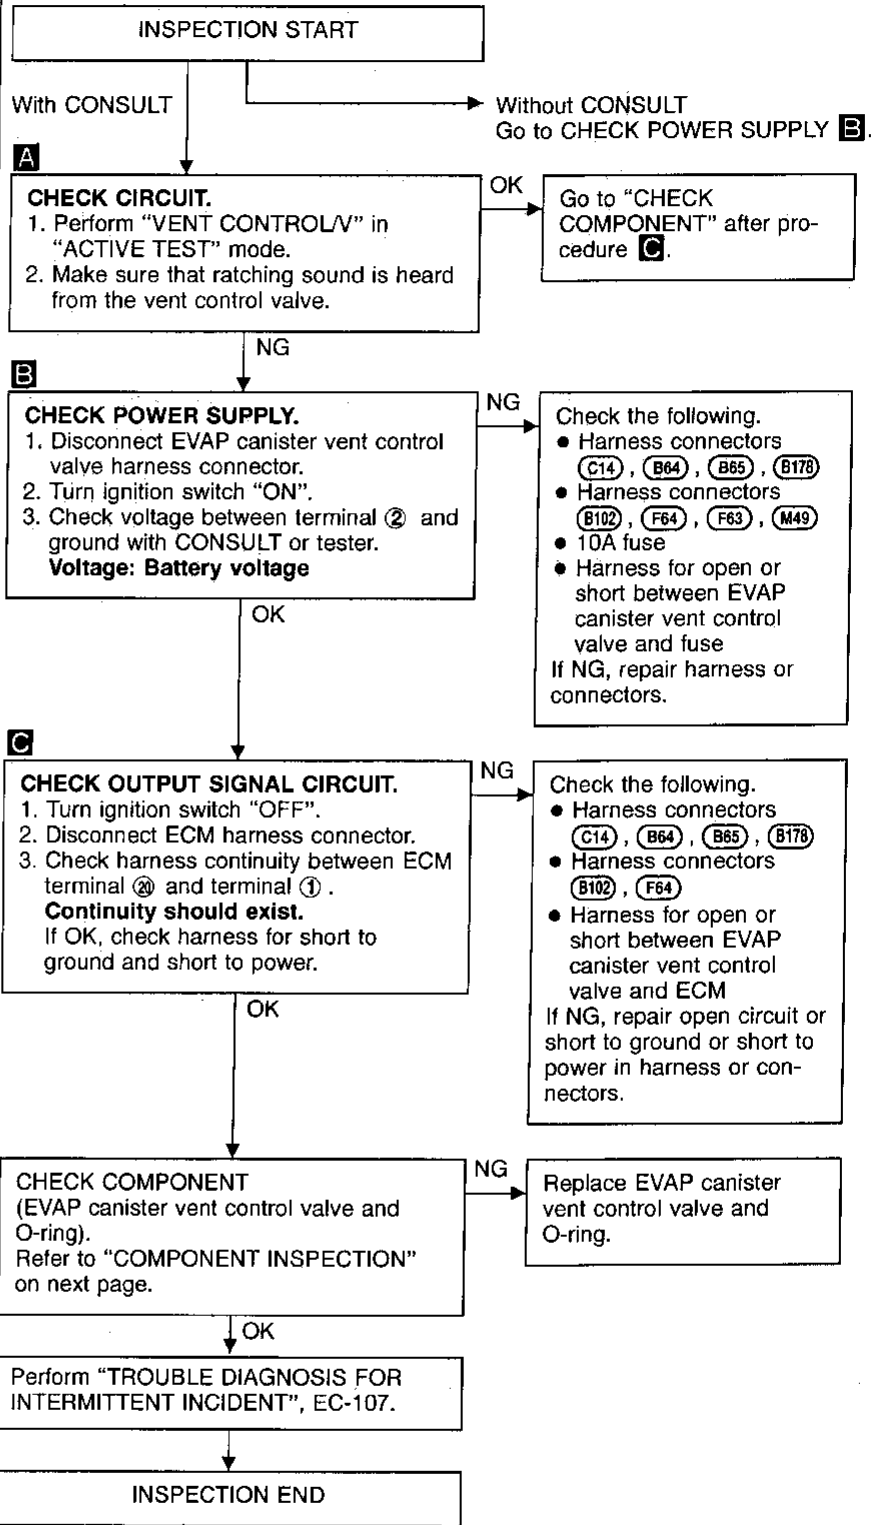 INSPECTION START
With CONSULT
Without CONSULT
Go to CHECK POWER SUPPLY B.
A
CHECK CIRCUIT.
1. Perform “VENT CONTROL/V” in
“ACTIVE TEST” mode.
2. Make sure that ratching sound is heard
from the vent control valve.
OK
Go to “CHECK
COMPONENT” after pro-
cedure C.
NG
B
CHECK POWER SUPPLY.
1. Disconnect EVAP canister vent control
valve harness connector.
2. Turn ignition switch “ON”.
3. Check voltage between terminal ② and
ground with CONSULT or tester.
Voltage: Battery voltage
NG
Check the following.
● Harness connectors
C14, B64, B65, B178
● Harness connectors
B102, F64, F63, M49
● 10A fuse
● Harness for open or
short between EVAP
canister vent control
valve and fuse
If NG, repair harness or
connectors.
OK
C
CHECK OUTPUT SIGNAL CIRCUIT.
1. Turn ignition switch “OFF”.
2. Disconnect ECM harness connector.
3. Check harness continuity between ECM
terminal ⑳ and terminal ①.
Continuity should exist.
If OK, check harness for short to
ground and short to power.
NG
Check the following.
● Harness connectors
C14, B64, B65, B178
● Harness connectors
B102, F64
● Harness for open or
short between EVAP
canister vent control
valve and ECM
If NG, repair open circuit or
short to ground or short to
power in harness or con-
nectors.
OK
CHECK COMPONENT
(EVAP canister vent control valve and
O-ring).
Refer to “COMPONENT INSPECTION”
on next page.
NG
Replace EVAP canister
vent control valve and
O-ring.
OK
Perform “TROUBLE DIAGNOSIS FOR
INTERMITTENT INCIDENT”, EC-107.
INSPECTION END